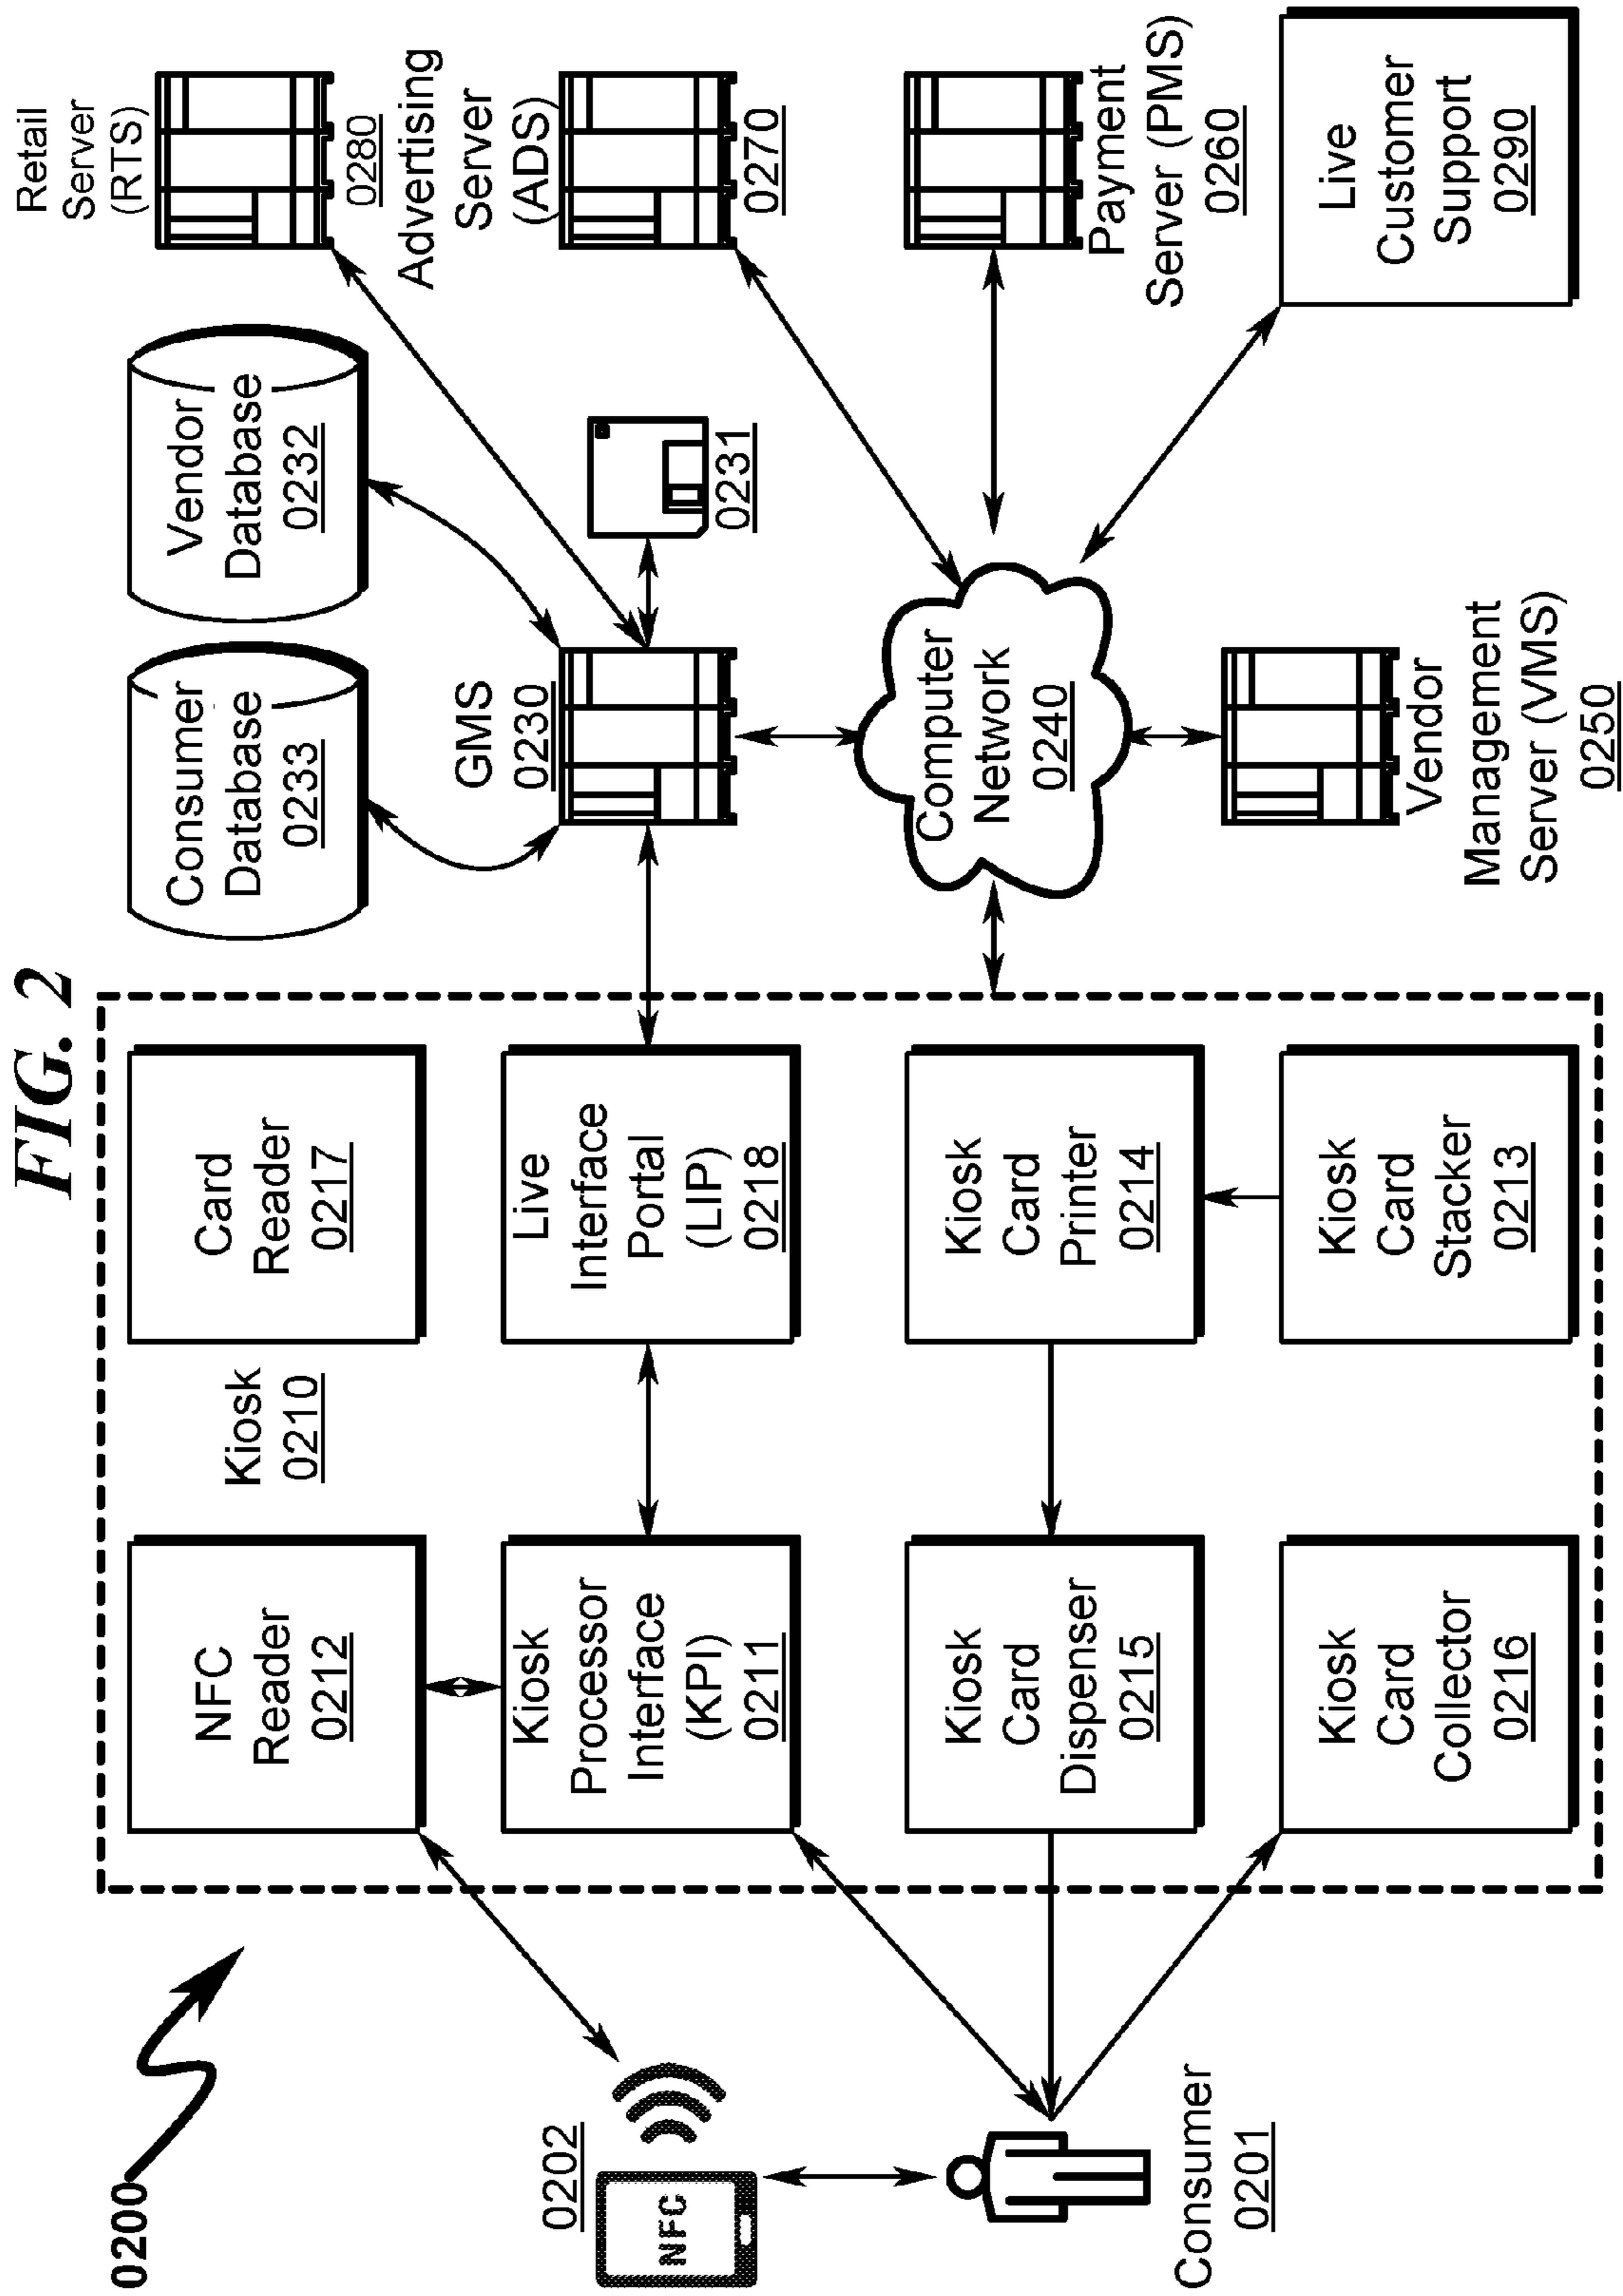 FIG. 2
0200
Kiosk
0210
NFC
Reader
0212
Card
Reader
0217
Consumer
Database
0233
Vendor
Database
0232
Retail
Server
(RTS)
0280
0202
NFC
Kiosk
Processor
Interface
(KPI)
0211
Live
Interface
Portal
(LIP)
0218
GMS
0230
0231
Advertising
Server
(ADS)
0270
Consumer
0201
Kiosk
Card
Dispenser
0215
Kiosk
Card
Printer
0214
Computer
Network
0240
Payment
Server (PMS)
0260
Kiosk
Card
Collector
0216
Kiosk
Card
Stacker
0213
Vendor
Management
Server (VMS)
0250
Live
Customer
Support
0290